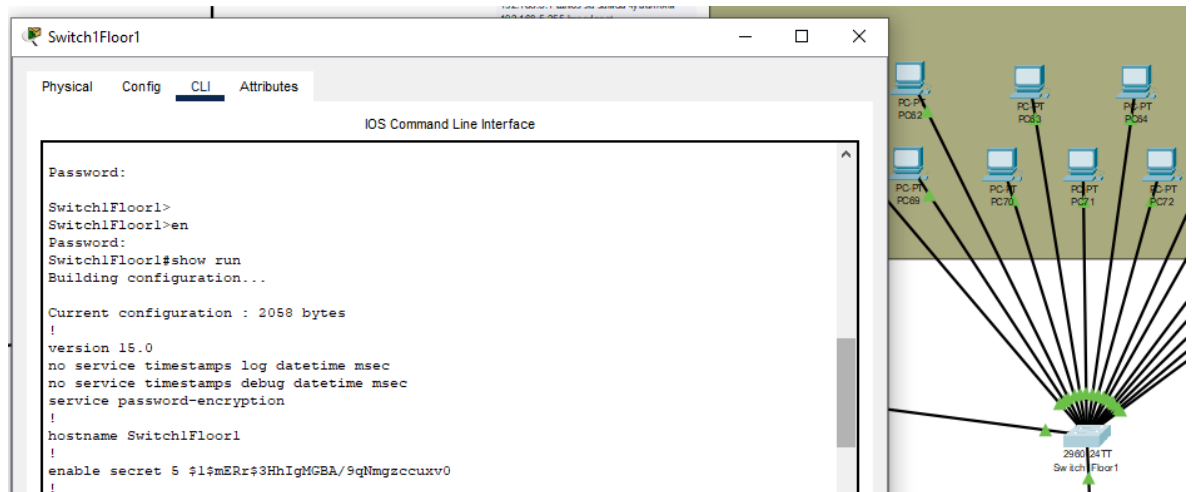 Switch1Floor1
Physical Config CLI Attributes
IOS Command Line Interface
Password:
Switch1Floor1>
Switch1Floor1>en
Password:
Switch1Floor1#show run
Building configuration...
Current configuration : 2058 bytes
!
version 15.0
no service timestamps log datetime msec
no service timestamps debug datetime msec
service password-encryption
!
hostname Switch1Floor1
!
enable secret 5 $1$mERr$3HhIgMGBA/9qNmgzccuxv0
!
PC-PT
PC62
PC-PT
PC63
PC-PT
PC64
PC-PT
PC69
PC-PT
PC70
PC-PT
PC71
PC-PT
PC72
2960-24TT
Switch1Floor1